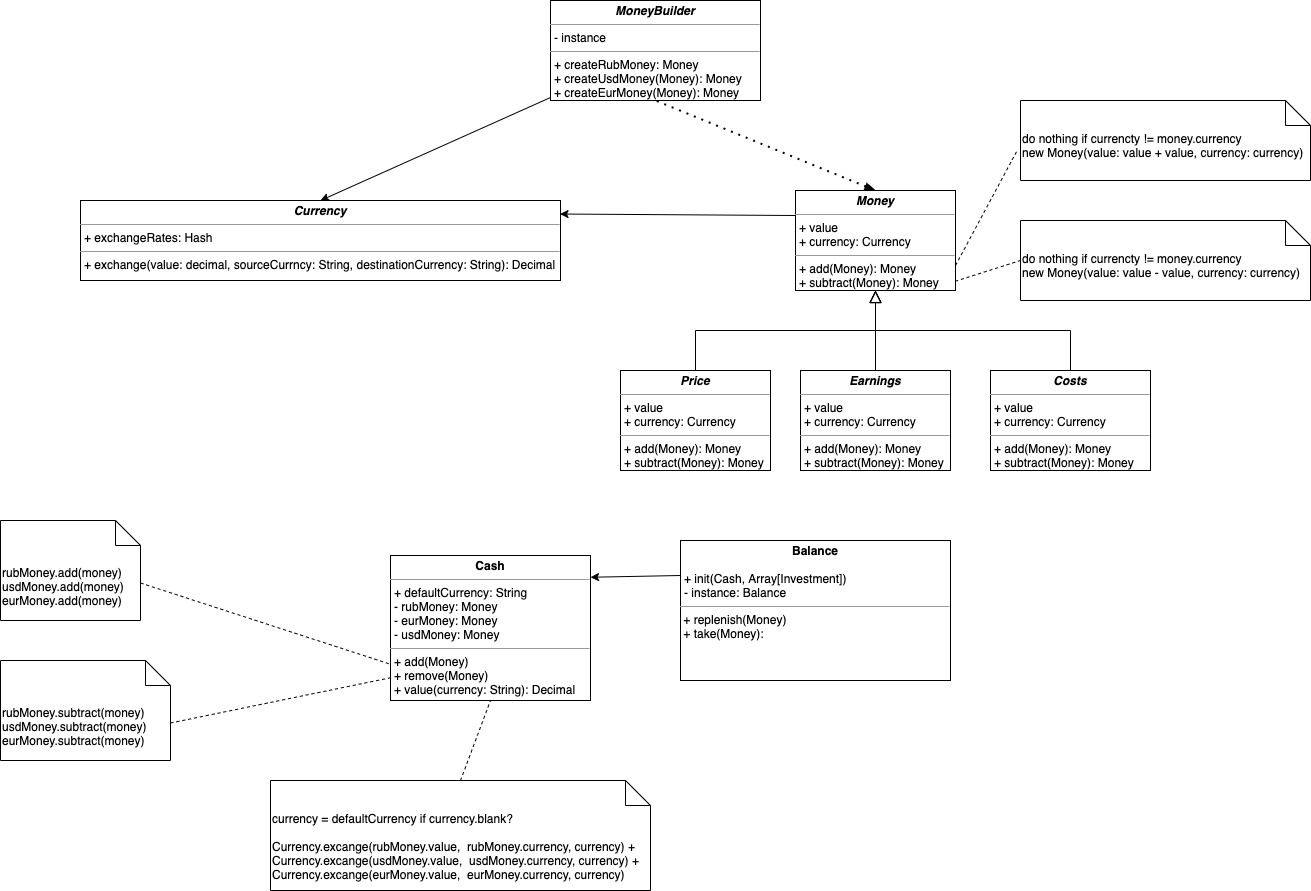 MoneyBuilder
- instance
+ createRubMoney: Money
+ createUsdMoney(Money): Money
+ createEurMoney(Money): Money
do nothing if currencty != money.currency
new Money(value: value + value, currency: currency)
Currency
+ exchangeRates: Hash
+ exchange(value: decimal, sourceCurrncy: String, destinationCurrency: String): Decimal
Money
+ value
+ currency: Currency
+ add(Money): Money
+ subtract(Money): Money
do nothing if currencty != money.currency
new Money(value: value - value, currency: currency)
Price
+ value
+ currency: Currency
+ add(Money): Money
+ subtract(Money): Money
Earnings
+ value
+ currency: Currency
+ add(Money): Money
+ subtract(Money): Money
Costs
+ value
+ currency: Currency
+ add(Money): Money
+ subtract(Money): Money
rubMoney.add(money)
usdMoney.add(money)
eurMoney.add(money)
Cash
+ defaultCurrency: String
- rubMoney: Money
- eurMoney: Money
- usdMoney: Money
+ add(Money)
+ remove(Money)
+ value(currency: String): Decimal
Balance
+ init(Cash, Array[Investment])
- instance: Balance
+ replenish(Money)
+ take(Money):
rubMoney.subtract(money)
usdMoney.subtract(money)
eurMoney.subtract(money)
currency = defaultCurrency if currency.blank?
Currency.excange(rubMoney.value, rubMoney.currency, currency) +
Currency.excange(usdMoney.value, usdMoney.currency, currency) +
Currency.excange(eurMoney.value, eurMoney.currency, currency)